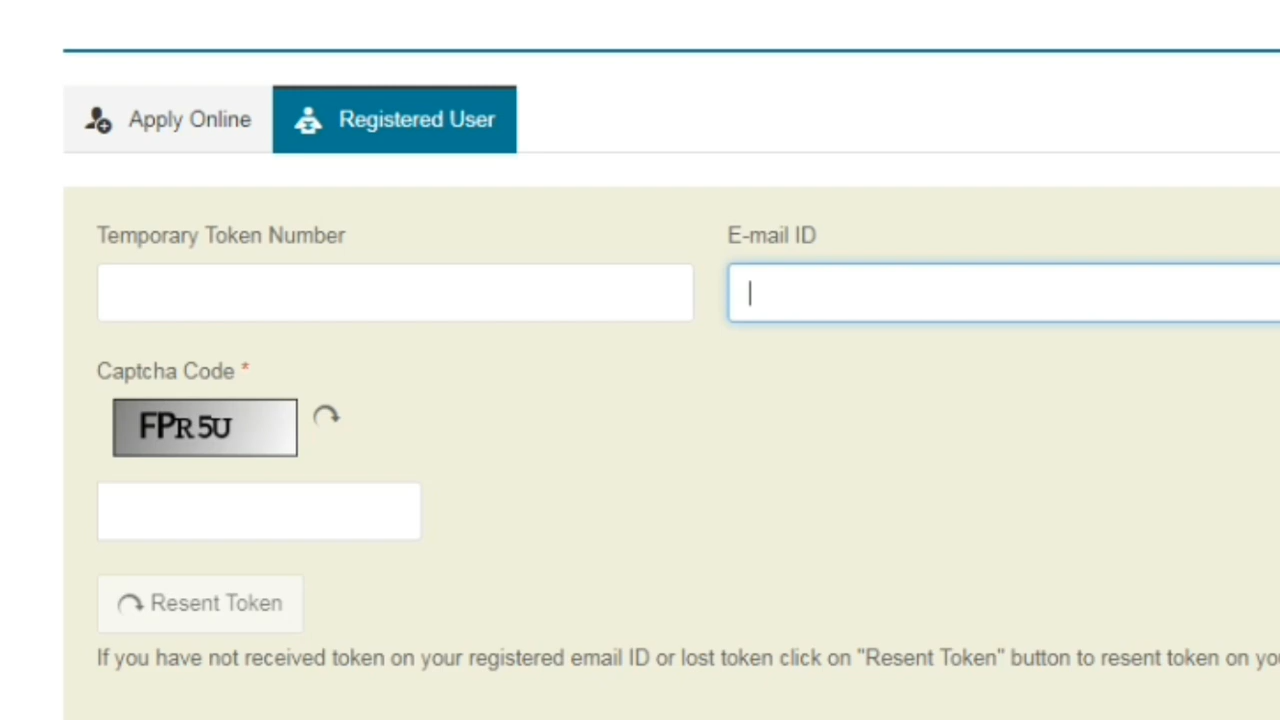 Apply Online
Registered User
Temporary Token Number
E-mail ID
Captcha Code *
FPR5U
Resent Token
If you have not received token on your registered email ID or lost token click on "Resent Token" button to resent token on